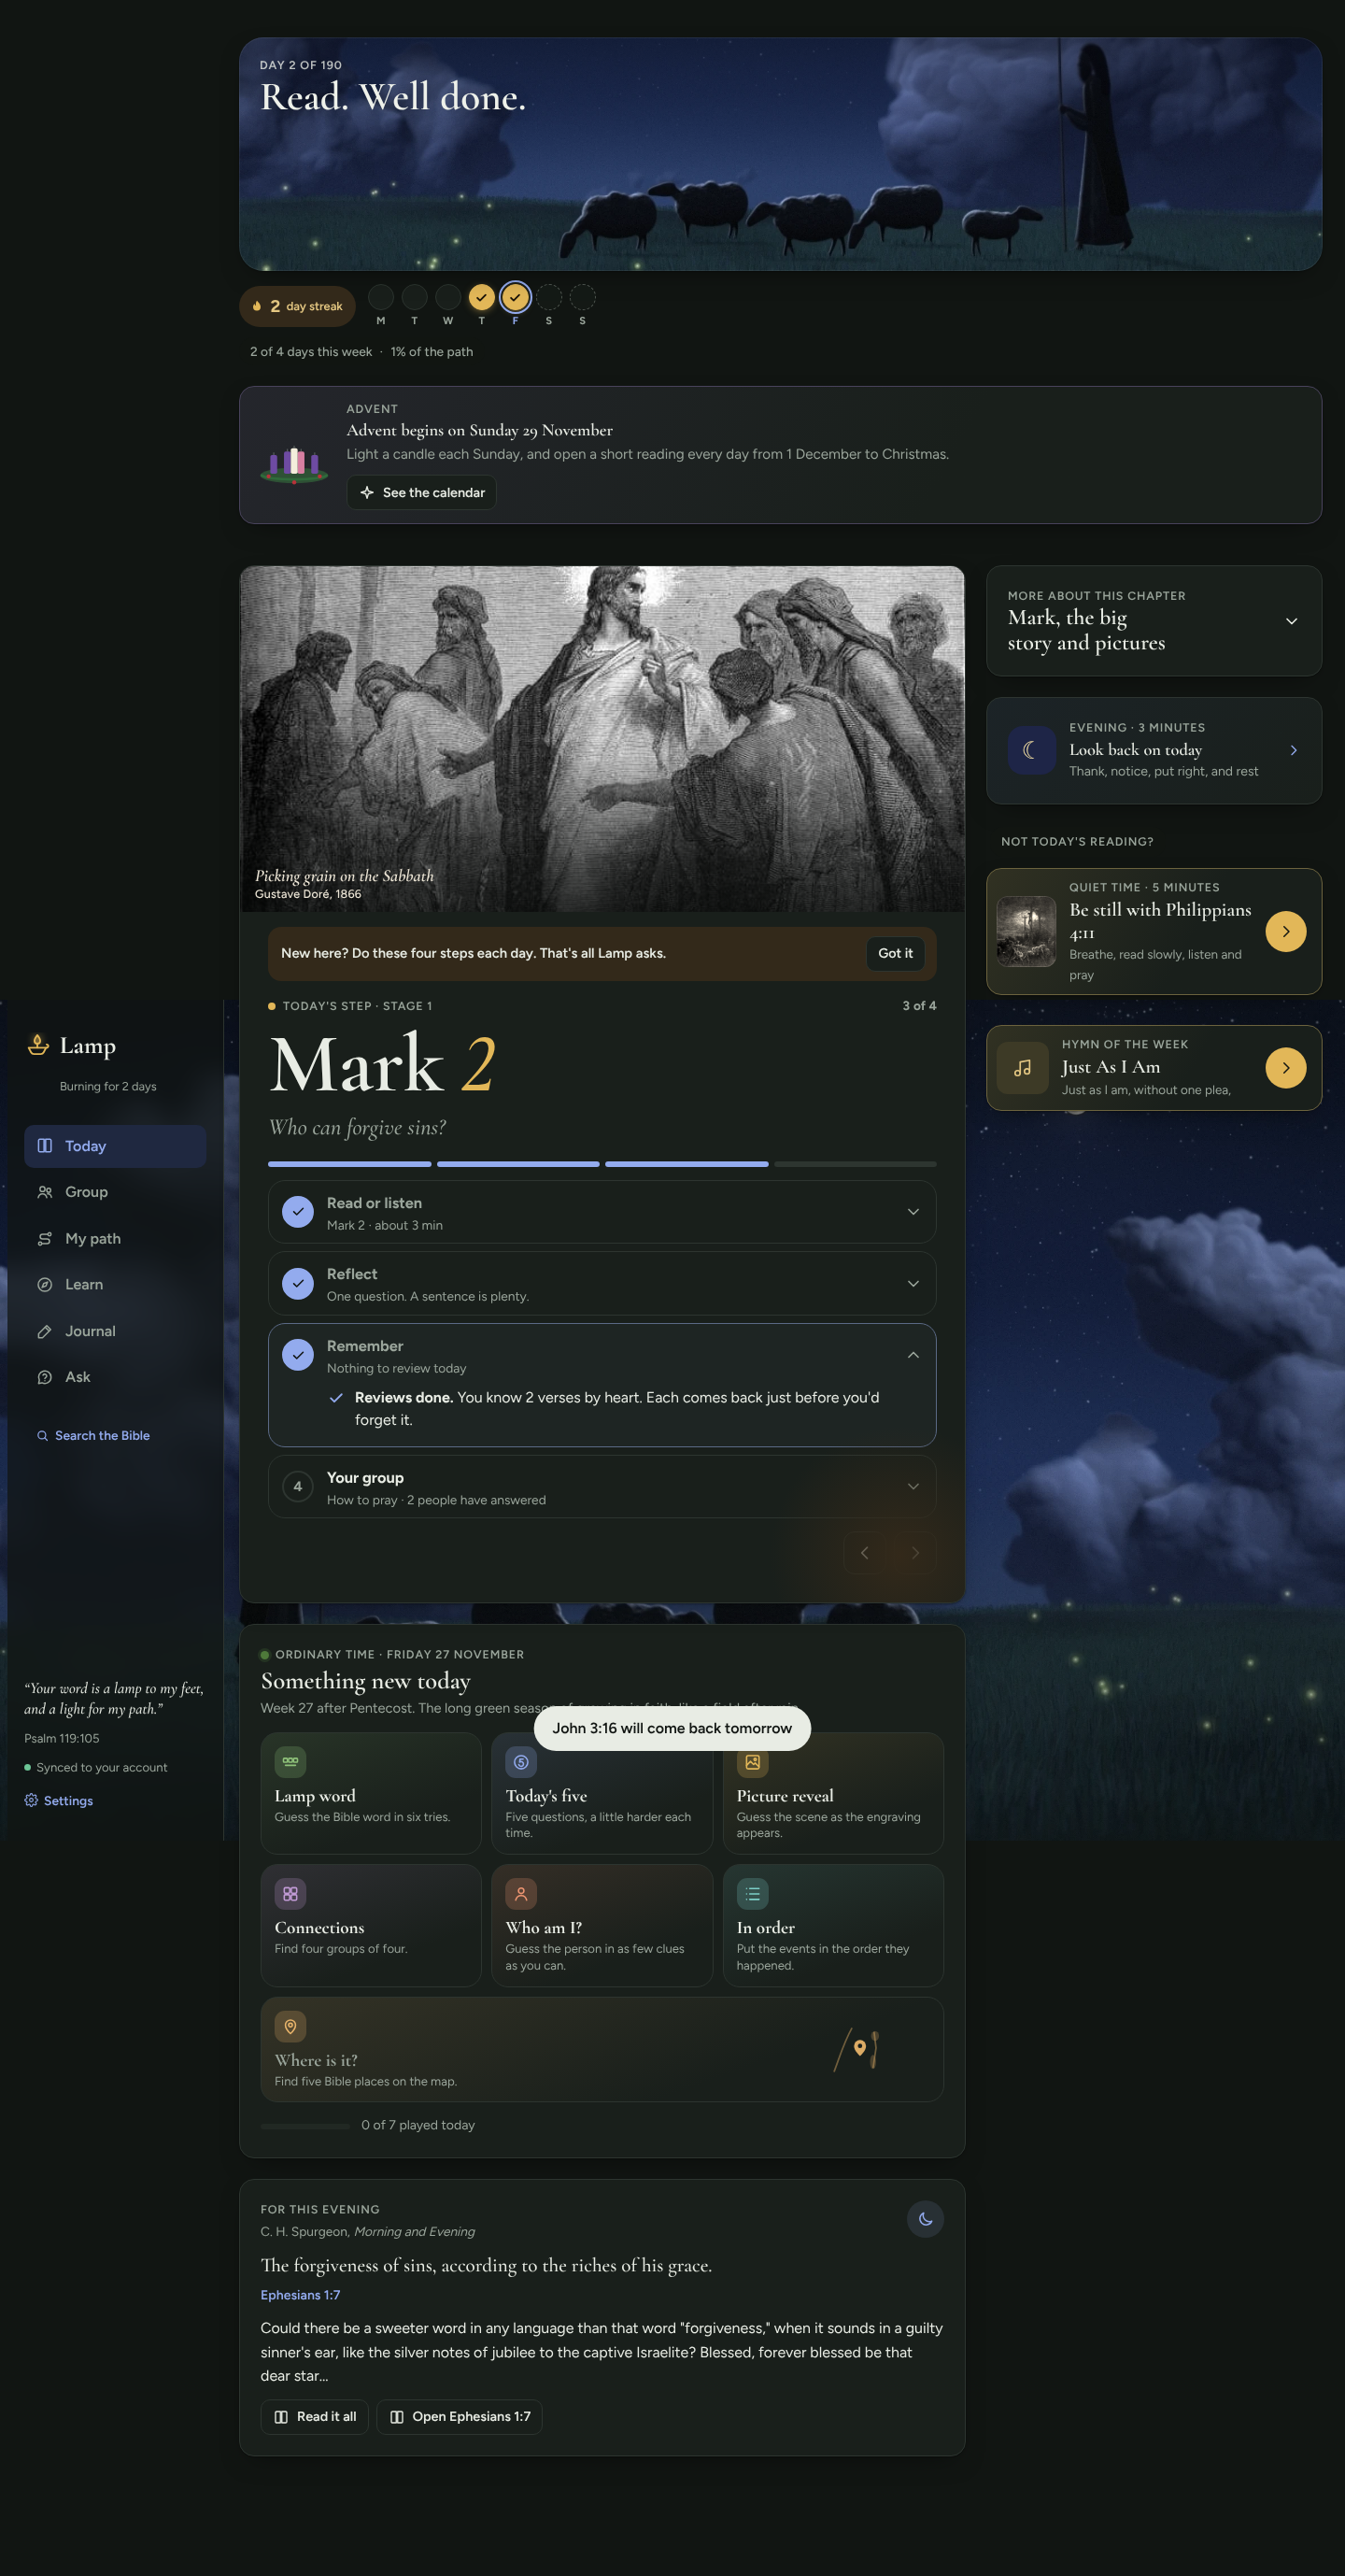 DAY 2 OF 190
Read. Well done.
2 day streak
M T W T F S S
2 of 4 days this week · 1% of the path
ADVENT
Advent begins on Sunday 29 November
Light a candle each Sunday, and open a short reading every day from 1 December to Christmas.
See the calendar
Picking grain on the Sabbath
Gustave Doré, 1866
New here? Do these four steps each day. That's all Lamp asks.
Got it
TODAY'S STEP · STAGE 1
3 of 4
Mark 2
Who can forgive sins?
Read or listen
Mark 2 · about 3 min
Reflect
One question. A sentence is plenty.
Remember
Nothing to review today
Reviews done. You know 2 verses by heart. Each comes back just before you'd
forget it.
4
Your group
How to pray · 2 people have answered
MORE ABOUT THIS CHAPTER
Mark, the big
story and pictures
EVENING · 3 MINUTES
Look back on today
Thank, notice, put right, and rest
NOT TODAY'S READING?
QUIET TIME · 5 MINUTES
Be still with Philippians
4:11
Breathe, read slowly, listen and
pray
HYMN OF THE WEEK
Just As I Am
Just as I am, without one plea,
Lamp
Burning for 2 days
Today
Group
My path
Learn
Journal
Ask
Search the Bible
“Your word is a lamp to my feet,
and a light for my path.”
Psalm 119:105
Synced to your account
Settings
ORDINARY TIME · FRIDAY 27 NOVEMBER
Something new today
Week 27 after Pentecost. The long green season
John 3:16 will come back tomorrow
Lamp word
Guess the Bible word in six tries.
5
Today's five
Five questions, a little harder each
time.
Picture reveal
Guess the scene as the engraving
appears.
Connections
Find four groups of four.
Who am I?
Guess the person in as few clues
as you can.
In order
Put the events in the order they
happened.
Where is it?
Find five Bible places on the map.
0 of 7 played today
FOR THIS EVENING
C. H. Spurgeon, Morning and Evening
The forgiveness of sins, according to the riches of his grace.
Ephesians 1:7
Could there be a sweeter word in any language than that word "forgiveness," when it sounds in a guilty
sinner's ear, like the silver notes of jubilee to the captive Israelite? Blessed, forever blessed be that
dear star...
Read it all
Open Ephesians 1:7